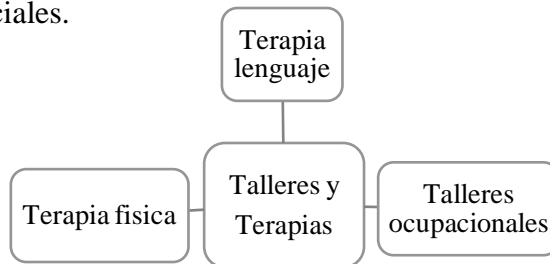 ciales.
Terapia
lenguaje
Terapia fisica
Talleres y
Terapias
Talleres
ocupacionales